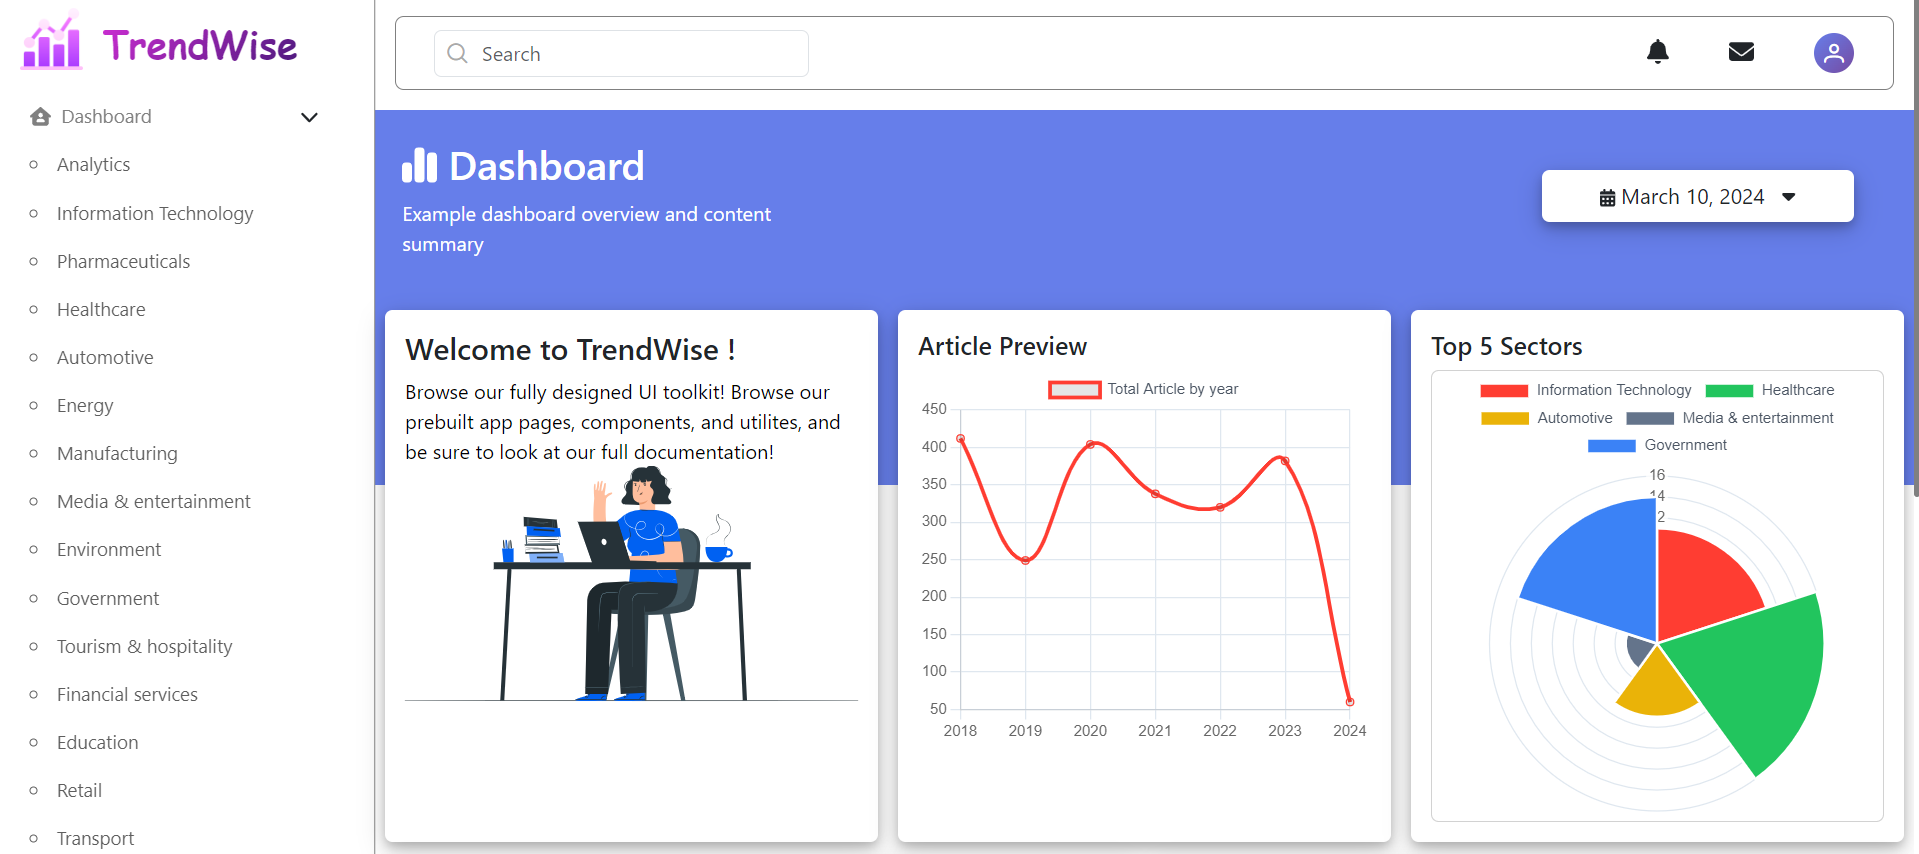 TrendWise
Dashboard
Analytics
Information Technology
Pharmaceuticals
Healthcare
Automotive
Energy
Manufacturing
Media & entertainment
Environment
Government
Tourism & hospitality
Financial services
Education
Retail
Transport
Search
Dashboard
Example dashboard overview and content
summary
March 10, 2024
Welcome to TrendWise !
Browse our fully designed UI toolkit! Browse our
prebuilt app pages, components, and utilites, and
be sure to look at our full documentation!
Article Preview
Total Article by year
450
400
350
300
250
200
150
100
50
2018 2019 2020 2021 2022 2023 2024
Top 5 Sectors
Information Technology Healthcare
Automotive Media & entertainment
Government
16
14
2